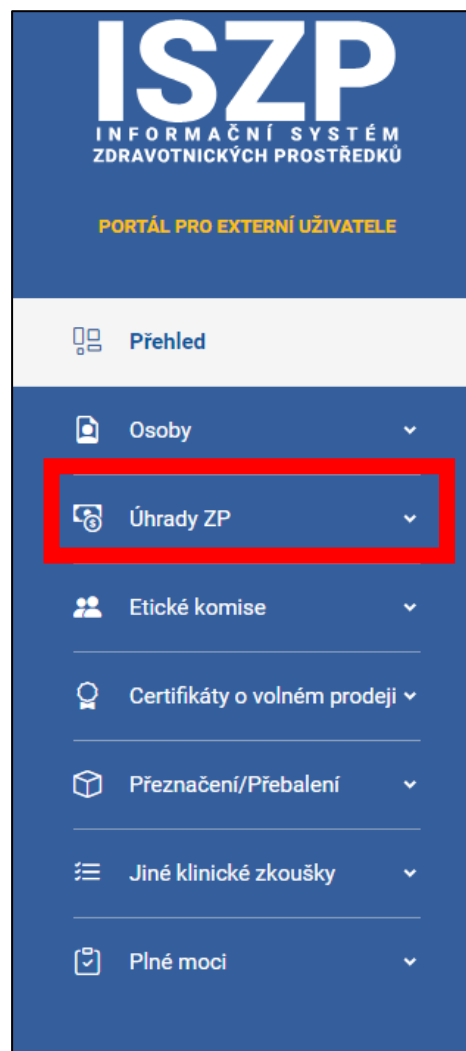 ISZP
INFORMAČNÍ SYSTÉM
ZDRAVOTNICKÝCH PROSTŘEDKŮ
PORTÁL PRO EXTERNÍ UŽIVATELE
Přehled
Osoby
Úhrady ZP
Etické komise
Certifikáty o volném prodeji
Přeznačení/Přebalení
Jiné klinické zkoušky
Plné moci